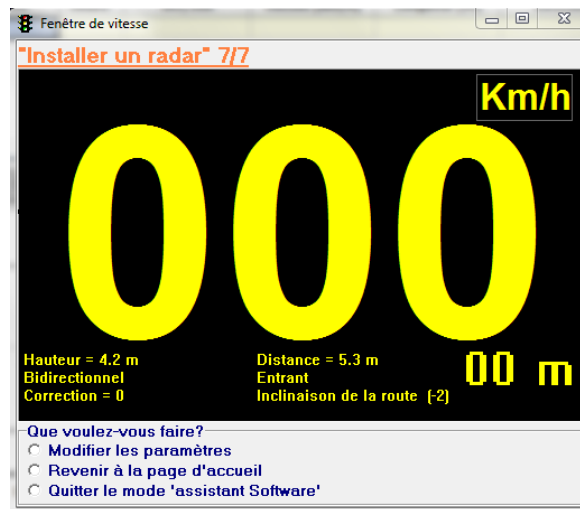 Fenêtre de vitesse
"Installer un radar" 7/7
Km/h
000
Hauteur = 4.2 m
Distance = 5.3 m
00 m
Bidirectionnel
Entrant
Correction = 0
Inclinaison de la route (-2)
Que voulez-vous faire?
Modifier les paramètres
Revenir à la page d'accueil
Quitter le mode 'assistant Software'